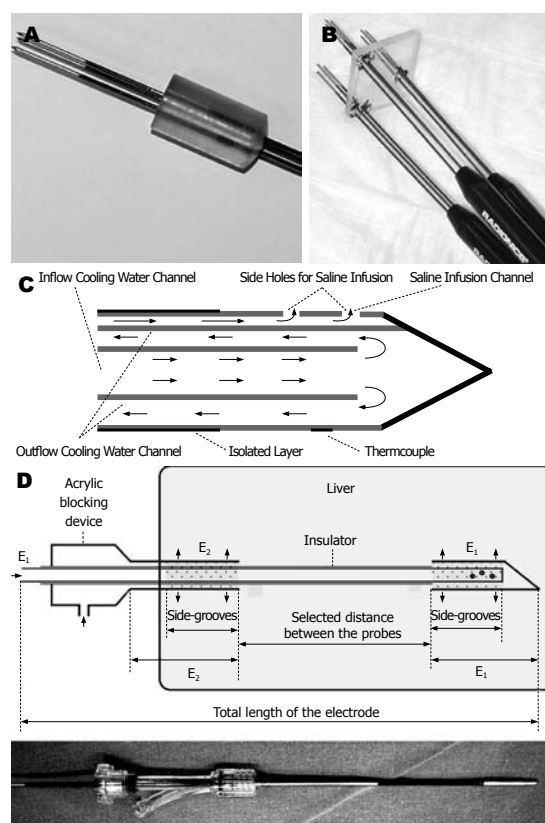 A
B
RADIONICS
C
Inflow Cooling Water Channel
Side Holes for Saline Infusion
Saline Infusion Channel
Outflow Cooling Water Channel
Isolated Layer
Thermcouple
D
Acrylic
blocking
device
Liver
E1
E2
Insulator
E1
Side-grooves
Selected distance
between the probes
Side-grooves
E2
E1
Total length of the electrode